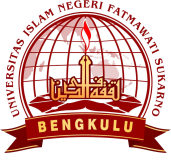 UNIVERSITAS ISLAM NEGERI FATMAWATI SUKARNO
BENGKULU